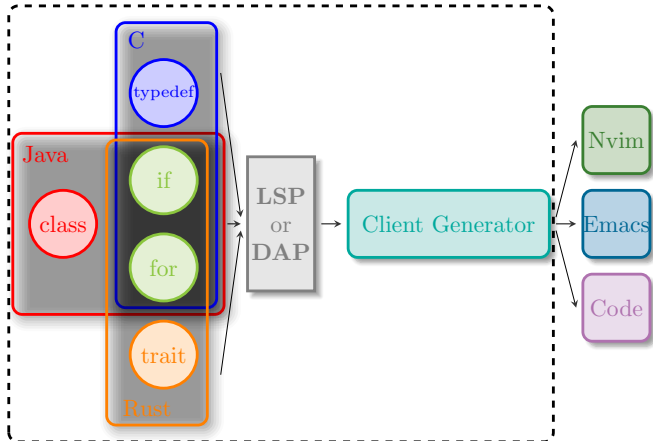 C
typedef
Java
if
class
for
trait
Rust
LSP
or
DAP
Client Generator
Nvim
Emacs
Code